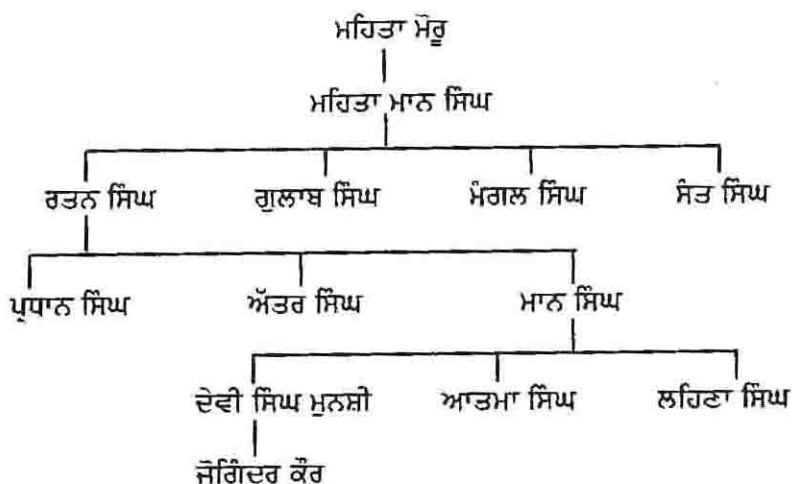 ਮਹਿਤਾ ਮੋਰੂ
ਮਹਿਤਾ ਮਾਨ ਸਿੰਘ
ਰਤਨ ਸਿੰਘ ਗੁਲਾਬ ਸਿੰਘ ਮੰਗਲ ਸਿੰਘ ਸੰਤ ਸਿੰਘ
ਪ੍ਰਧਾਨ ਸਿੰਘ ਅੱਤਰ ਸਿੰਘ ਮਾਨ ਸਿੰਘ
ਦੇਵੀ ਸਿੰਘ ਮੁਨਸ਼ੀ ਆਤਮਾ ਸਿੰਘ ਲਹਿਣਾ ਸਿੰਘ
ਜੋਗਿੰਦਰ ਕੌਰ